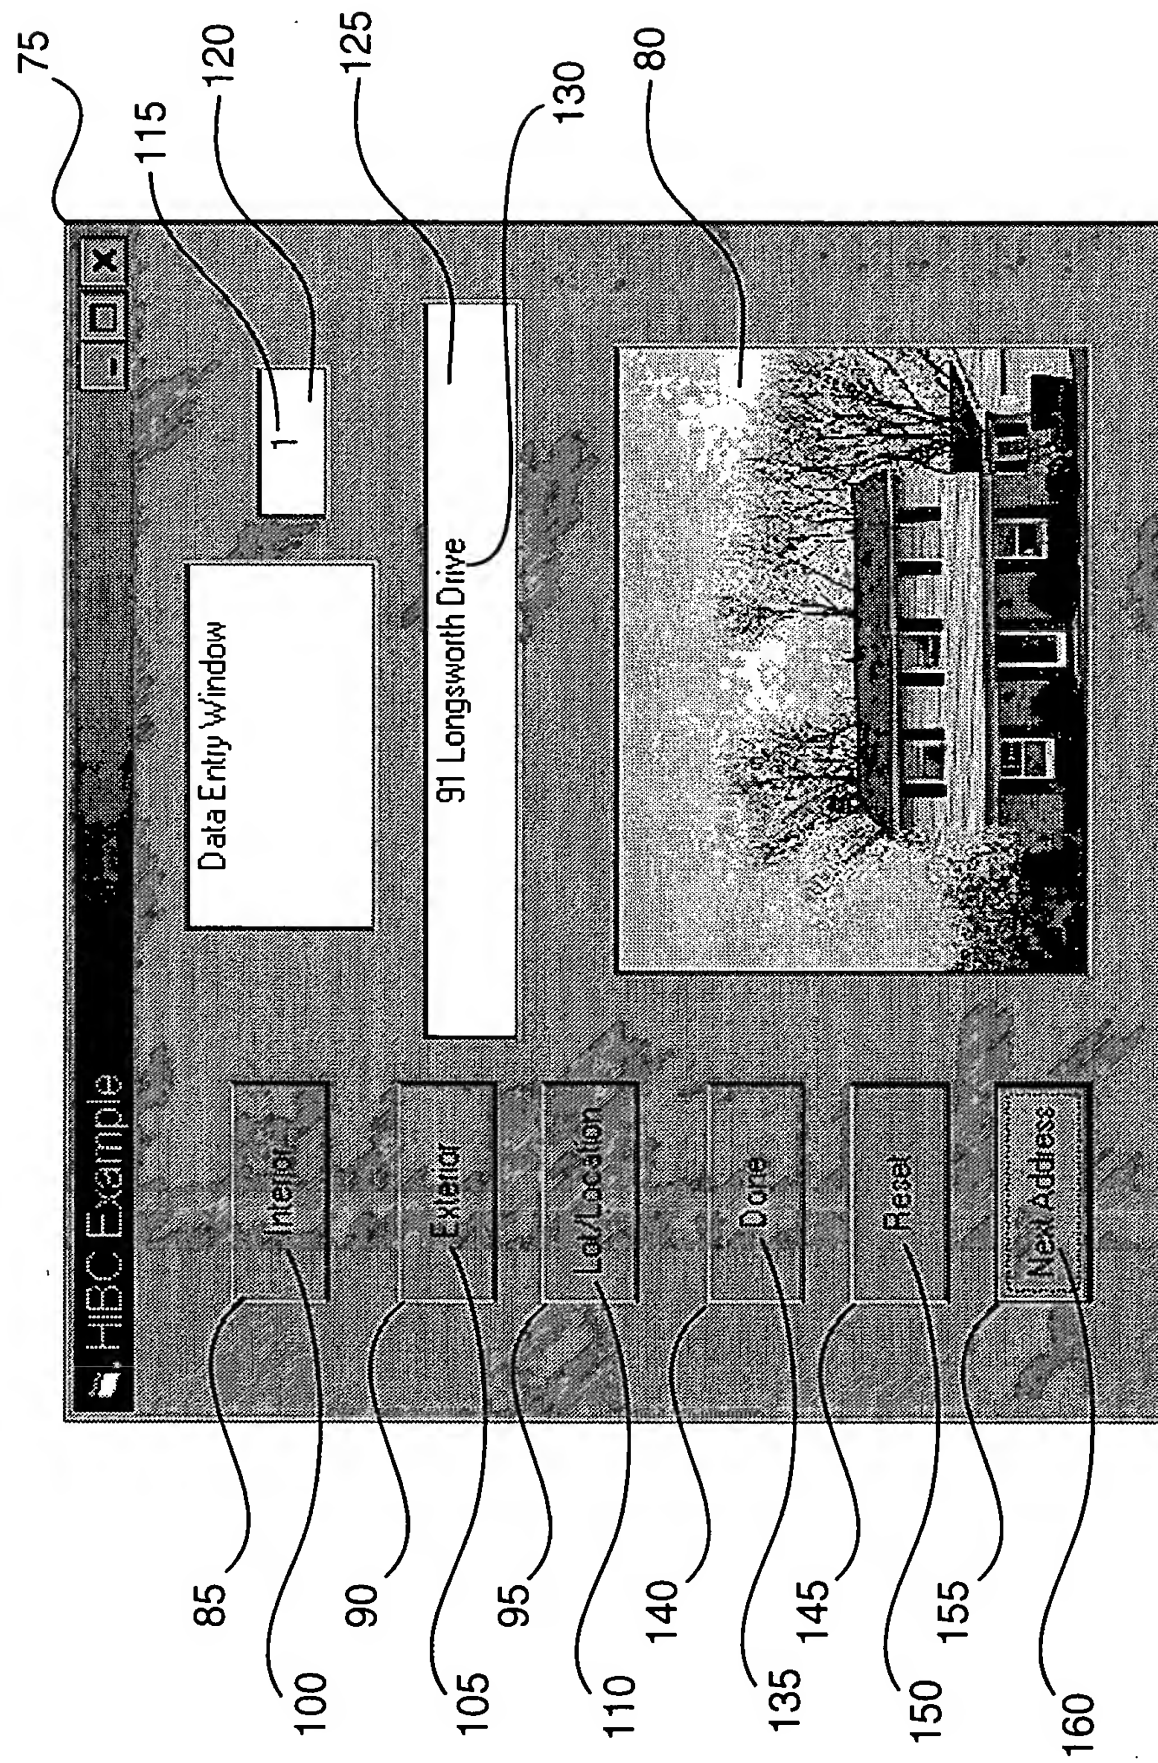 HIBC Example
Data Entry Window
1
91 Longsworth Drive
Interior
Exterior
Lot/Location
Done
Reset
Next Address
75
115
120
125
130
80
85
100
90
105
95
110
140
135
145
150
155
160